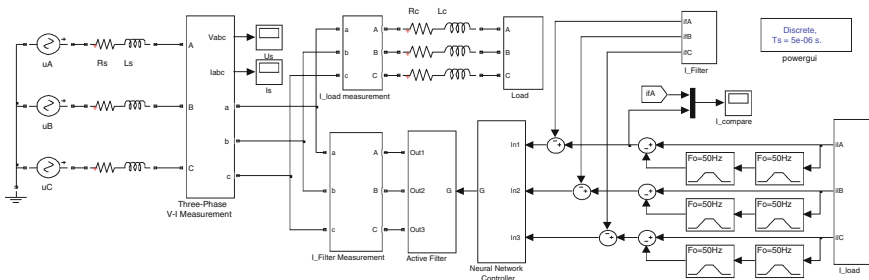 uA
Rs
Ls
uB
uC
A
B
C
Vabc
Iabc
a
b
c
Three-Phase
V-I Measurement
Us
Is
a
b
c
A
B
C
I_load measurement
Rc
Lc
A
B
C
Load
a
b
c
A
B
C
I_Filter Measurement
Out1
Out2
Out3
G
Active Filter
G
In1
In2
In3
Neural Network
Controller
ifA
ifB
ifC
I_Filter
Discrete,
Ts = 5e-06 s.
powergui
ifA
I_compare
Fo=50Hz
Fo=50Hz
Fo=50Hz
Fo=50Hz
Fo=50Hz
Fo=50Hz
ilA
ilB
ilC
I_load